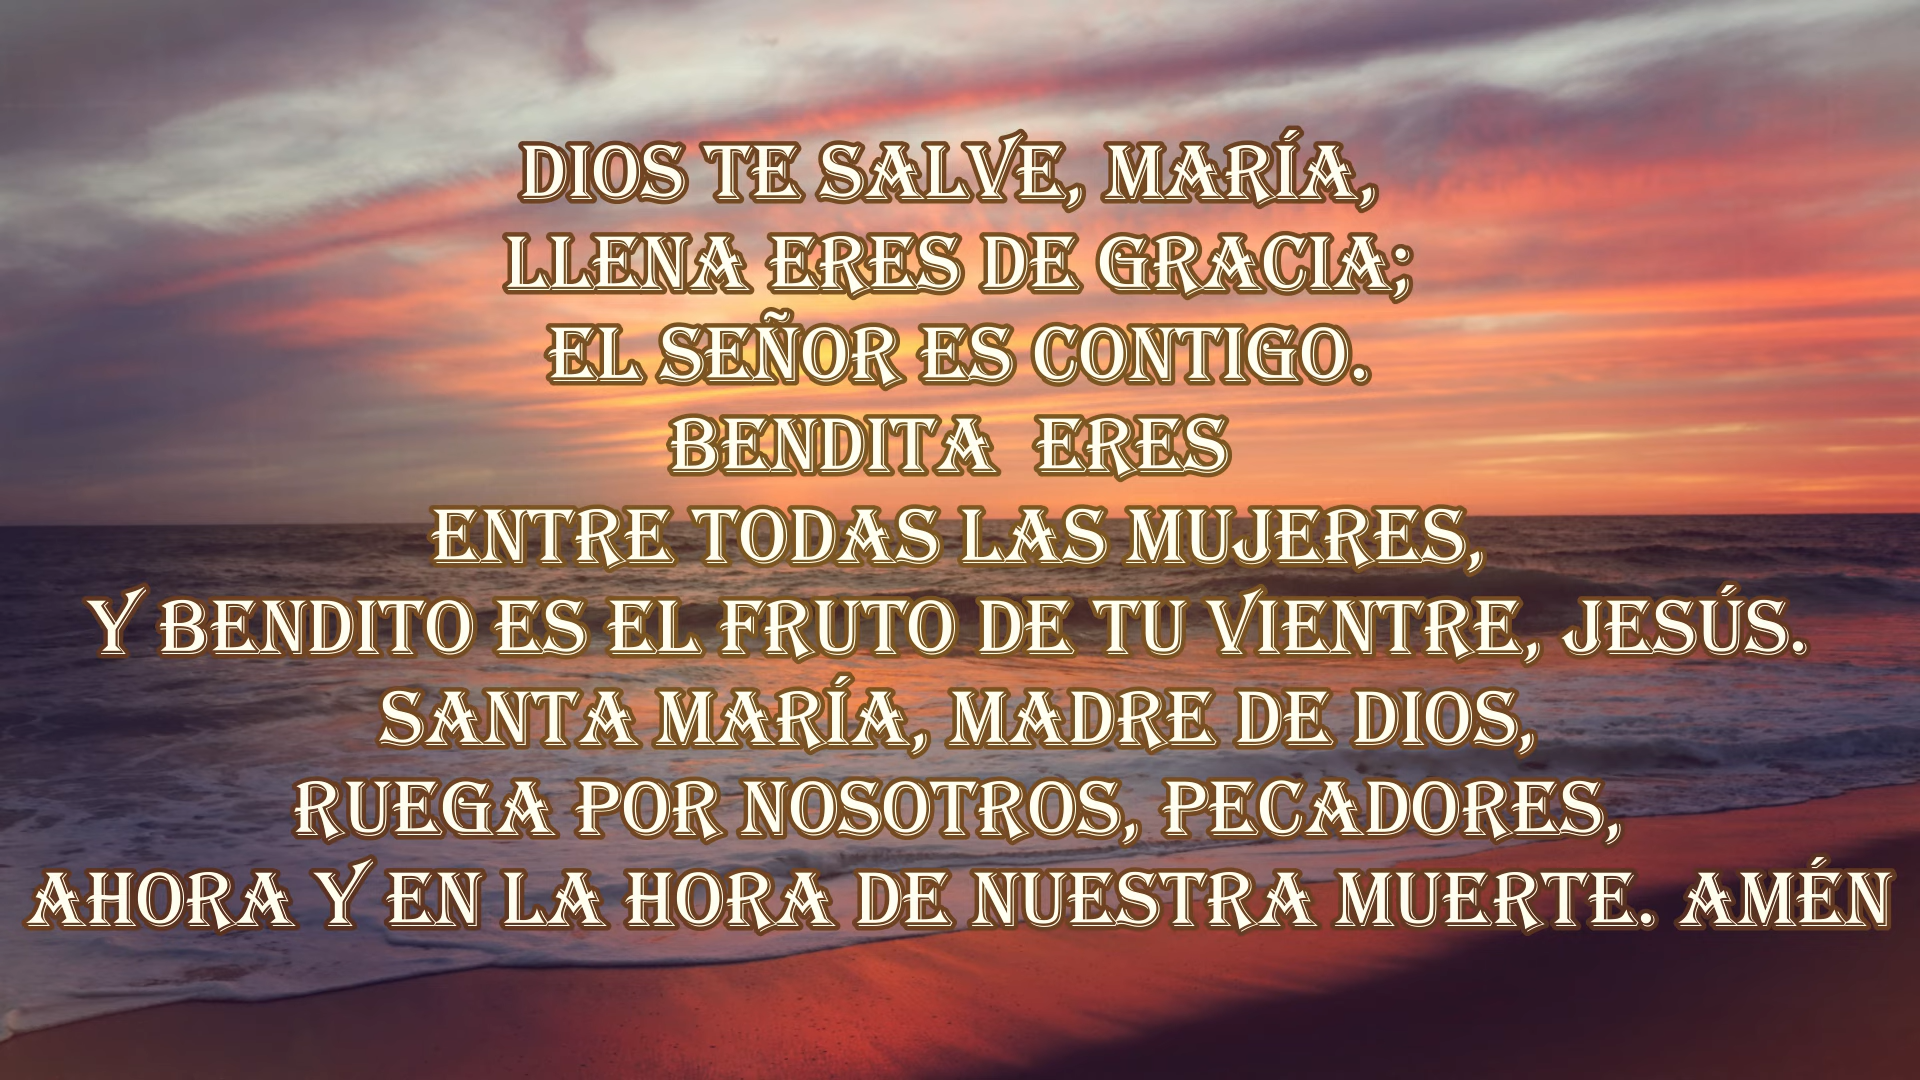 DIOS TE SALVE, MARÍA,
LLENA ERES DE GRACIA;
EL SEÑOR ES CONTIGO.
BENDITA  ERES
ENTRE TODAS LAS MUJERES,
Y BENDITO ES EL FRUTO DE TU VIENTRE, JESÚS.
SANTA MARÍA, MADRE DE DIOS,
RUEGA POR NOSOTROS, PECADORES,
AHORA Y EN LA HORA DE NUESTRA MUERTE. AMÉN